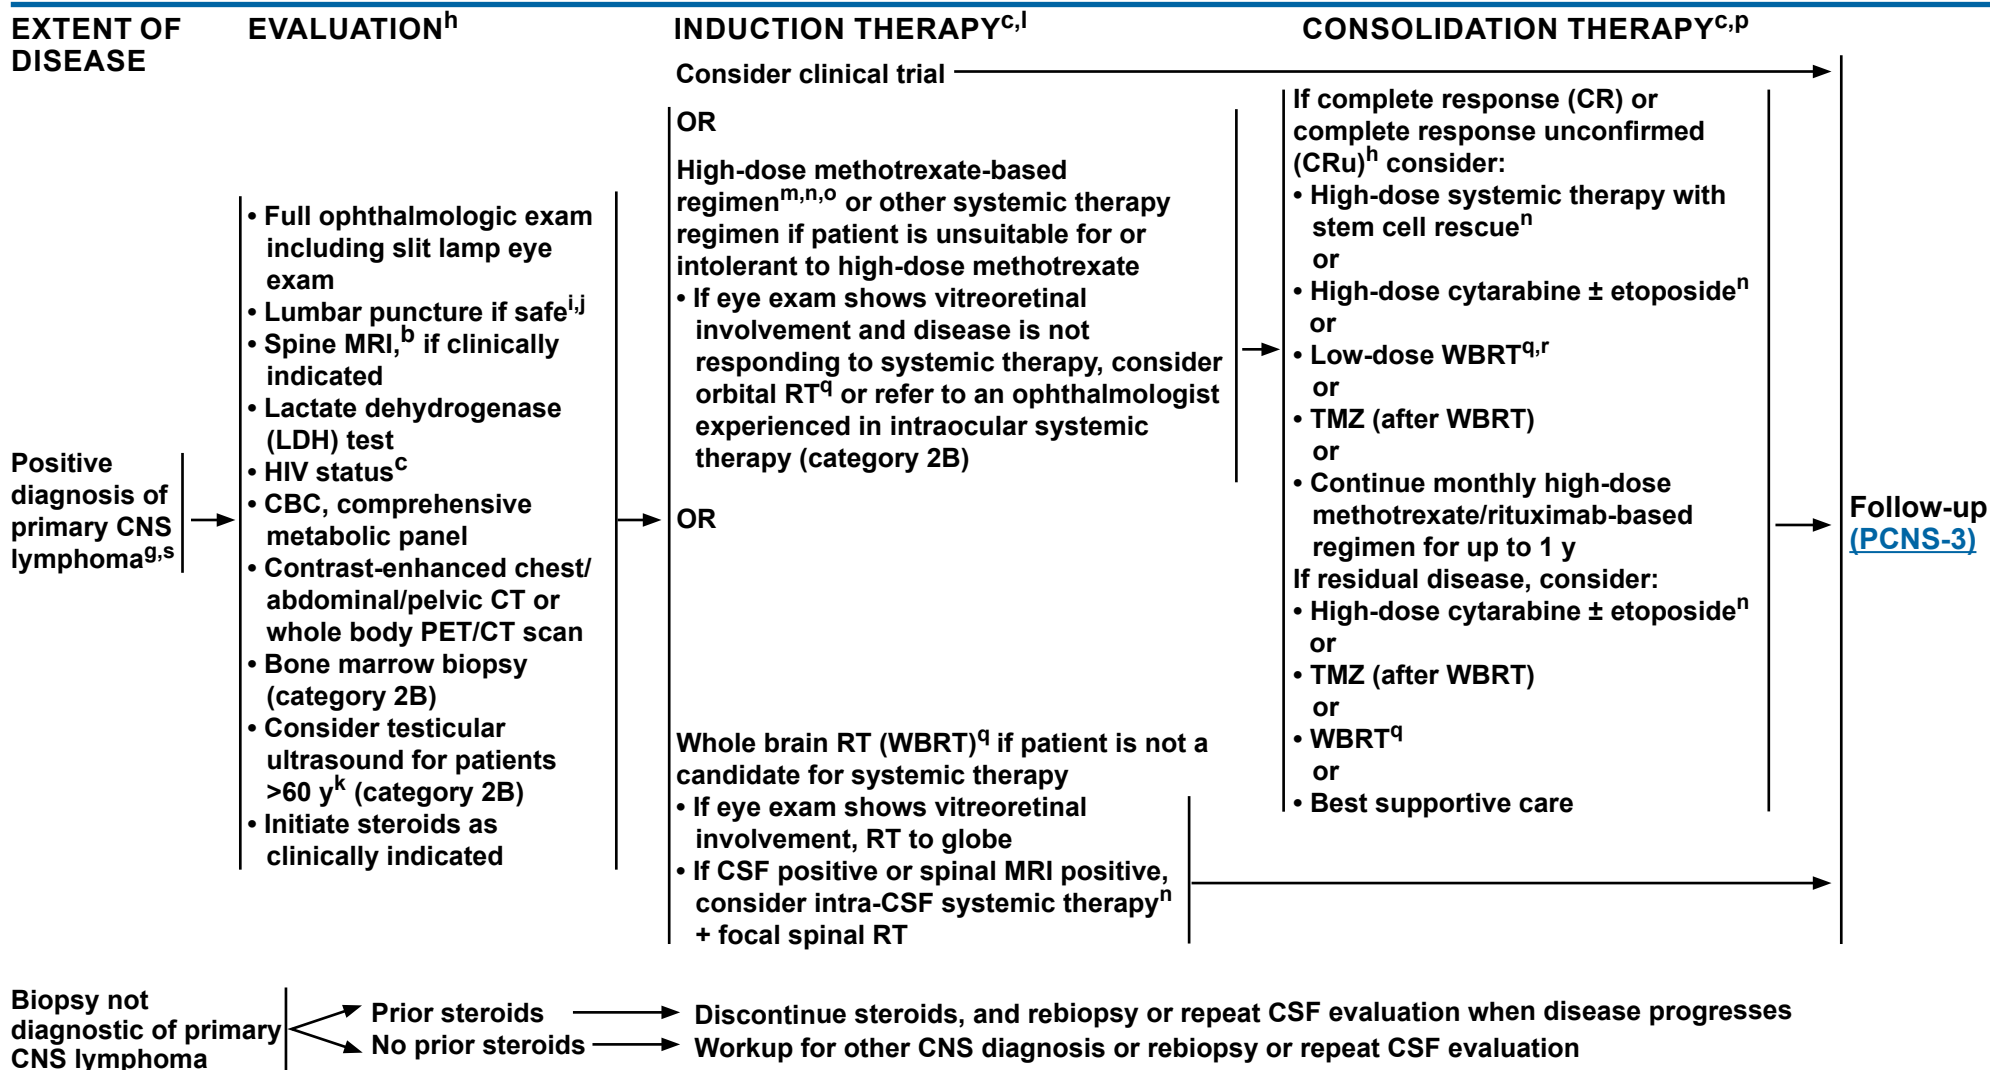 EXTENT OF
DISEASE
EVALUATIONh
INDUCTION THERAPYc,l
CONSOLIDATION THERAPYc,p
Positive
diagnosis of
primary CNS
lymphomag,s
• Full ophthalmologic exam
including slit lamp eye
exam
• Lumbar puncture if safei,j
• Spine MRI,b if clinically
indicated
• Lactate dehydrogenase
(LDH) test
• HIV statusc
• CBC, comprehensive
metabolic panel
• Contrast-enhanced chest/
abdominal/pelvic CT or
whole body PET/CT scan
• Bone marrow biopsy
(category 2B)
• Consider testicular
ultrasound for patients
>60 yk (category 2B)
• Initiate steroids as
clinically indicated
Consider clinical trial
OR
High-dose methotrexate-based
regimenm,n,o or other systemic therapy
regimen if patient is unsuitable for or
intolerant to high-dose methotrexate
• If eye exam shows vitreoretinal
involvement and disease is not
responding to systemic therapy, consider
orbital RTq or refer to an ophthalmologist
experienced in intraocular systemic
therapy (category 2B)
OR
Whole brain RT (WBRT)q if patient is not a
candidate for systemic therapy
• If eye exam shows vitreoretinal
involvement, RT to globe
• If CSF positive or spinal MRI positive,
consider intra-CSF systemic therapyn
+ focal spinal RT
If complete response (CR) or
complete response unconfirmed
(CRu)h consider:
• High-dose systemic therapy with
stem cell rescuen
or
• High-dose cytarabine ± etoposiden
or
• Low-dose WBRTq,r
or
• TMZ (after WBRT)
or
• Continue monthly high-dose
methotrexate/rituximab-based
regimen for up to 1 y
If residual disease, consider:
• High-dose cytarabine ± etoposiden
or
• TMZ (after WBRT)
or
• WBRTq
or
• Best supportive care
Follow-up
(PCNS-3)
Biopsy not
diagnostic of primary
CNS lymphoma
Prior steroids
Discontinue steroids, and rebiopsy or repeat CSF evaluation when disease progresses
No prior steroids
Workup for other CNS diagnosis or rebiopsy or repeat CSF evaluation